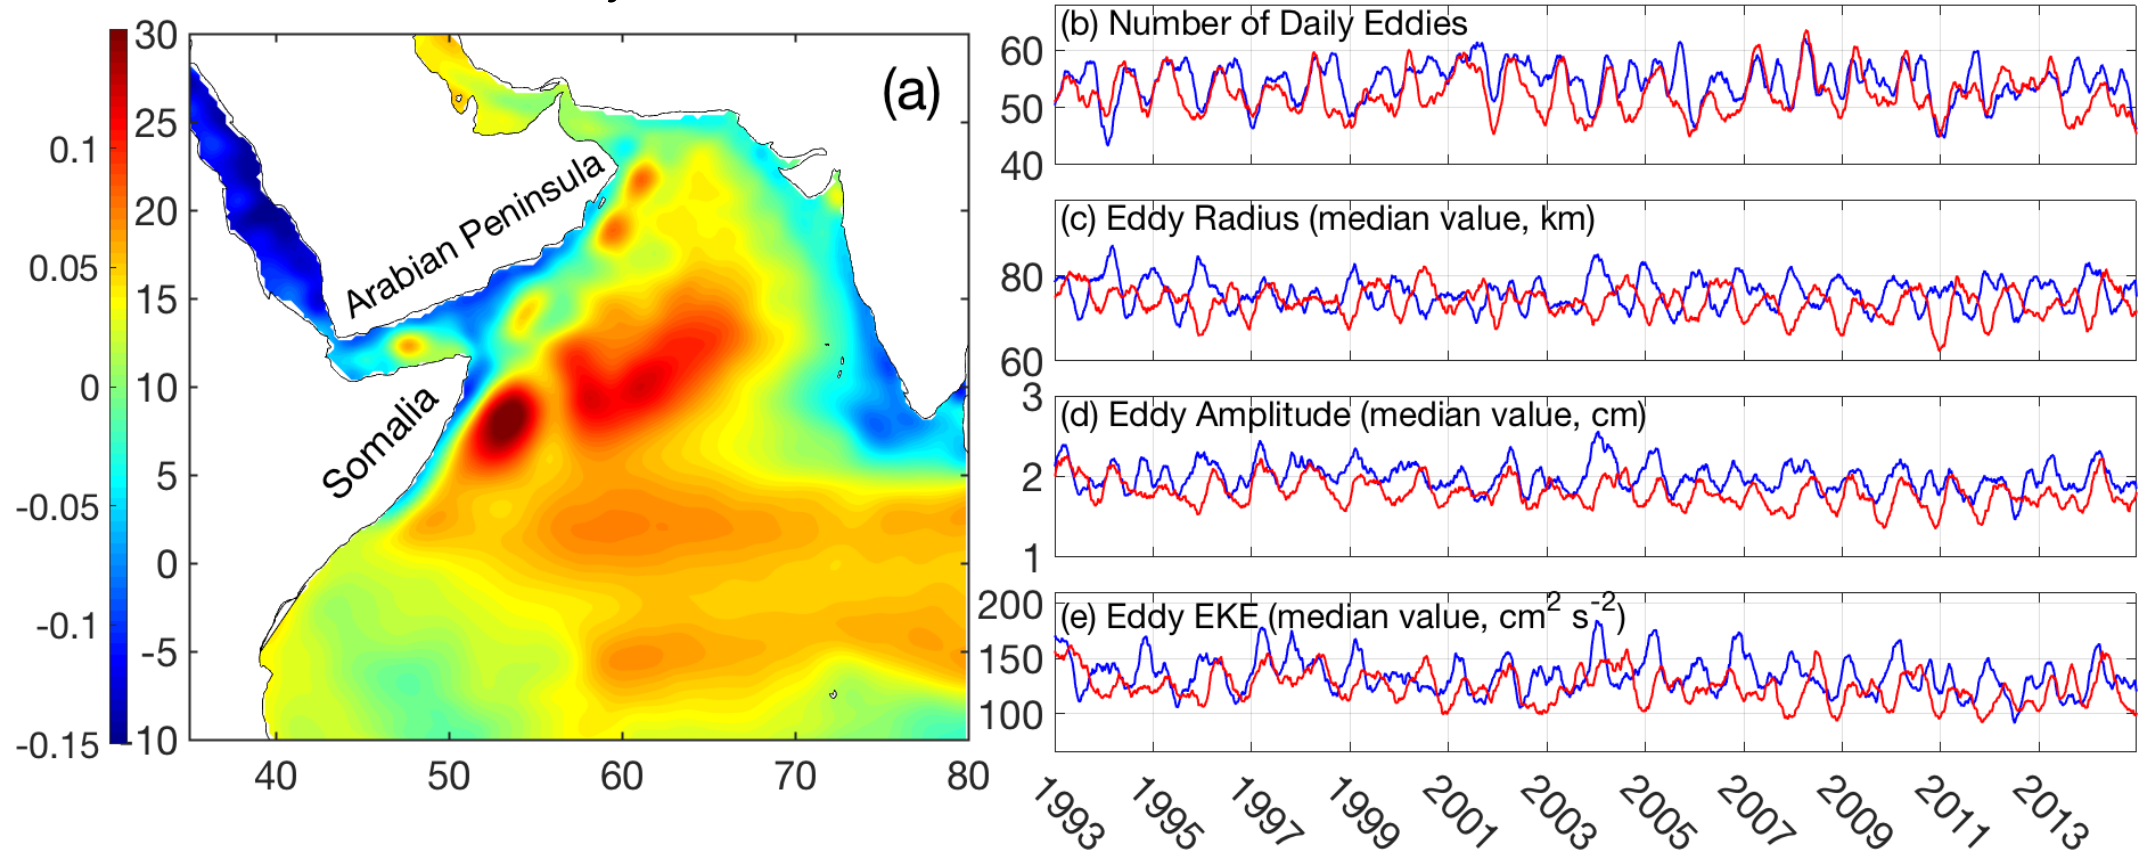 (a)
Arabian Peninsula
Somalia
0.1
0.05
0
-0.05
-0.1
-0.15
30
25
20
15
10
5
0
-5
-10
40 50 60 70 80
(b) Number of Daily Eddies
60
50
40
(c) Eddy Radius (median value, km)
80
60
(d) Eddy Amplitude (median value, cm)
3
2
1
(e) Eddy EKE (median value, cm² s⁻²)
200
150
100
1993 1995 1997 1999 2001 2003 2005 2007 2009 2011 2013